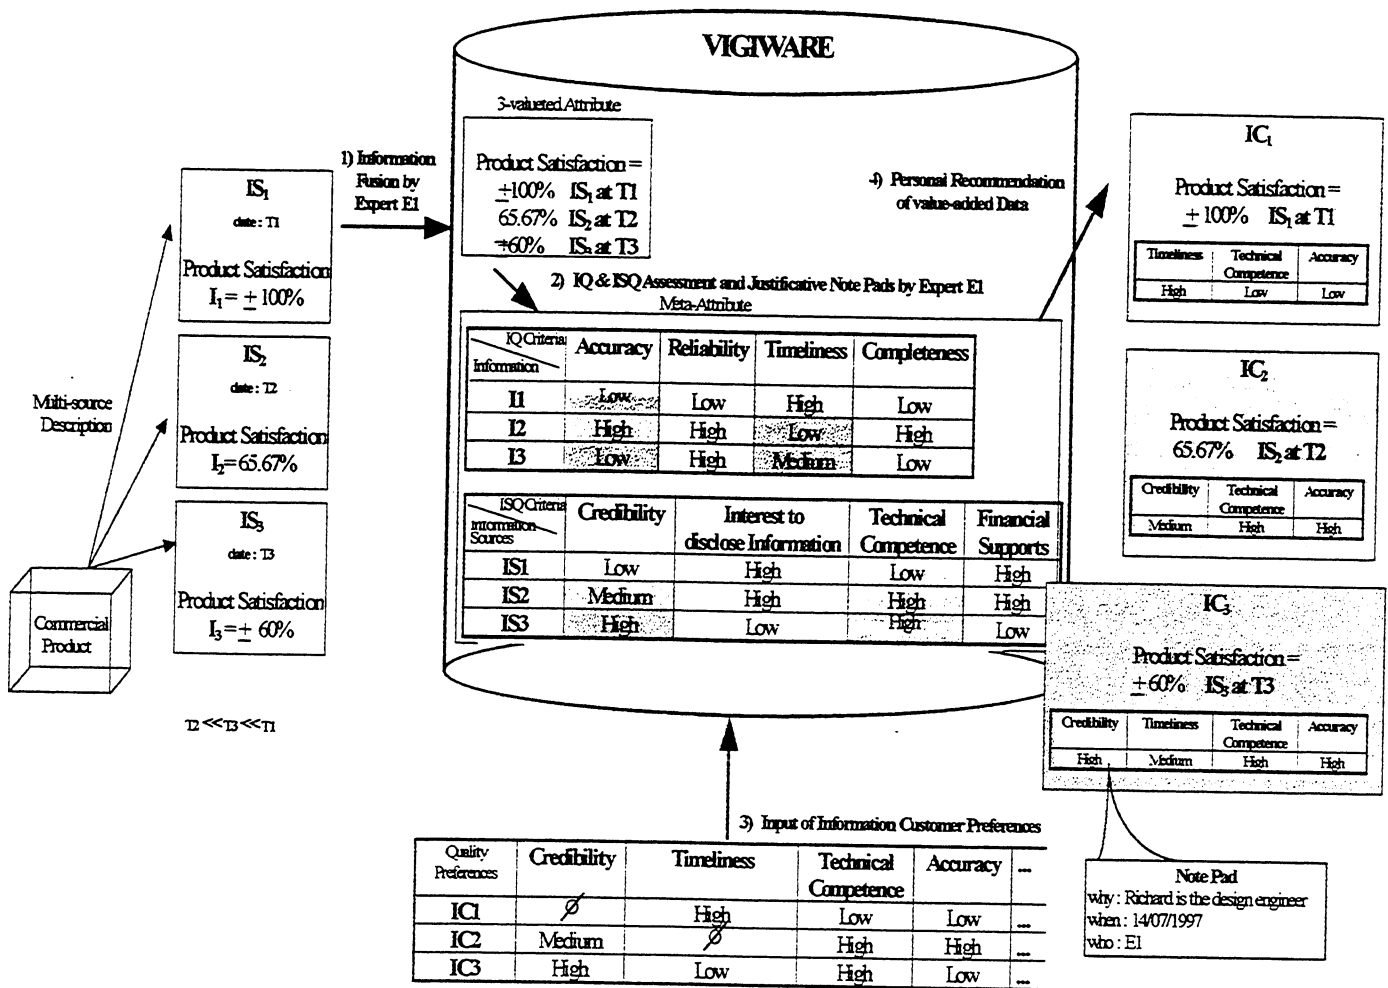 VIGIWARE
3-valueted Attribute
Product Satisfaction =
±100% IS₁ at T1
65.67% IS₂ at T2
±60% IS₃ at T3
1) Information
Fusion by
Expert E1
IS₁
date : T1
Product Satisfaction
I₁ = ± 100%
IS₂
date : T2
Product Satisfaction
I₂=65.67%
IS₃
date : T3
Product Satisfaction
I₃ = ± 60%
Multi-source
Description
Commercial
Product
T2 <<T3 <<T1
2) IQ & ISQ Assessment and Justificative Note Pads by Expert E1
Meta-Attribute
IQ Criteria Accuracy Reliability Timeliness Completeness
Information
I1 Low Low High Low
I2 High High Low High
I3 Low High Medium Low
ISQ Criteria Credibility Interest to Technical Financial
Information disclose Information Competence Supports
Sources
IS1 Low High Low High
IS2 Medium High High High
IS3 High Low High Low
4) Personal Recommendation
of value-added Data
IC₁
Product Satisfaction =
± 100% IS₁ at T1
Timeliness Technical Accuracy
Competence
High Low Low
IC₂
Product Satisfaction =
65.67% IS₂ at T2
Credibility Technical Accuracy
Competence
Medium High High
IC₃
Product Satisfaction =
±60% IS₃ at T3
Credibility Timeliness Technical Accuracy
Competence
High Medium High High
Note Pad
why : Richard is the design engineer
when : 14/07/1997
who : E1
3) Input of Information Customer Preferences
Quality Credibility Timeliness Technical Accuracy ...
Preferences Competence
IC1 Ø High Low Low ...
IC2 Medium Ø High High ...
IC3 High Low High Low ...